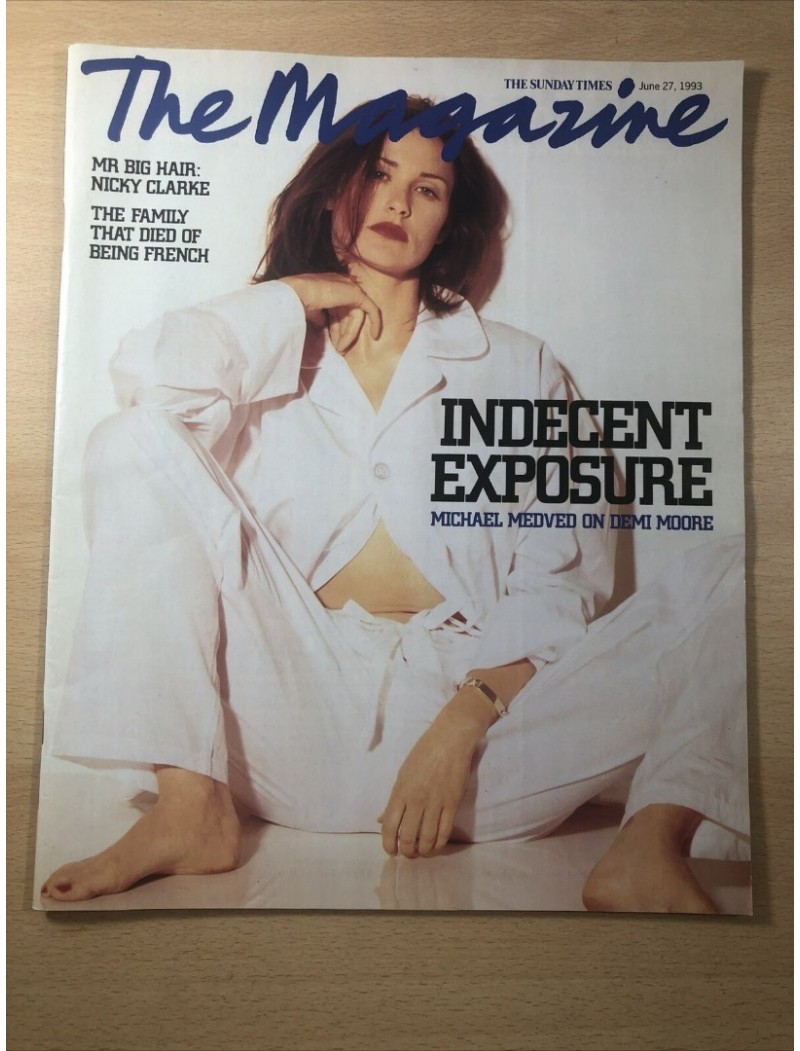 THE SUNDAY TIMES June 27, 1993
The Magazine
MR BIG HAIR:
NICKY CLARKE
THE FAMILY
THAT DIED OF
BEING FRENCH
INDECENT
EXPOSURE
MICHAEL MEDVED ON DEMI MOORE